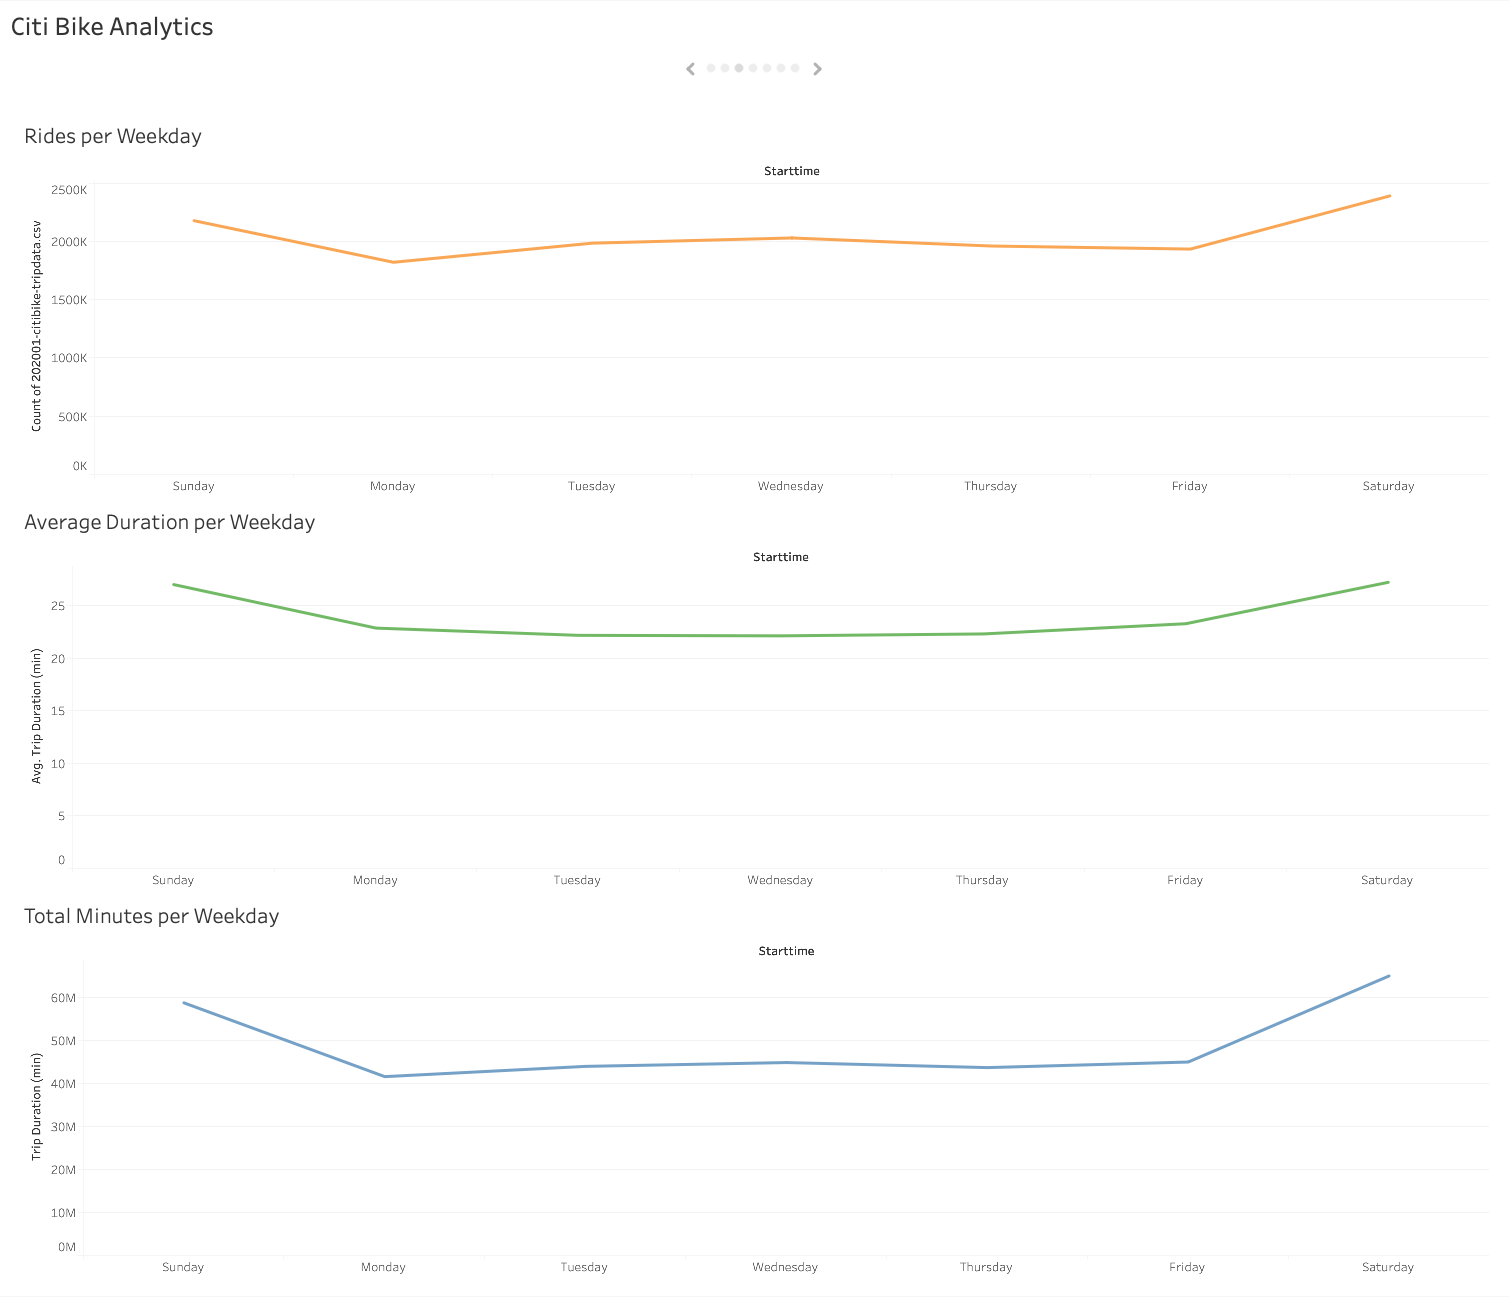 Citi Bike Analytics
Rides per Weekday
Starttime
Count of 202001-citibike-tripdata.csv
2500K
2000K
1500K
1000K
500K
0K
Sunday Monday Tuesday Wednesday Thursday Friday Saturday
Average Duration per Weekday
Starttime
Avg. Trip Duration (min)
25
20
15
10
5
0
Sunday Monday Tuesday Wednesday Thursday Friday Saturday
Total Minutes per Weekday
Starttime
Trip Duration (min)
60M
50M
40M
30M
20M
10M
0M
Sunday Monday Tuesday Wednesday Thursday Friday Saturday